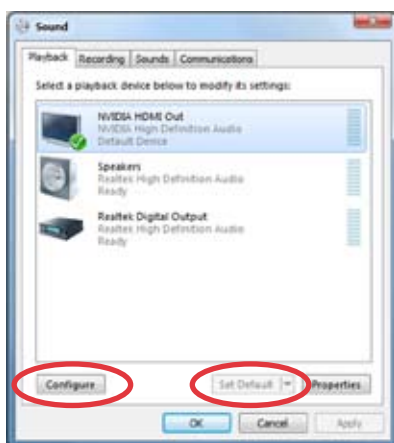 Sound
Playback Recording Sounds Communications
Select a playback device below to modify its settings:
NVIDIA HDMI Out
NVIDIA High Definition Audio
Default Device
Speakers
Realtek High Definition Audio
Ready
Realtek Digital Output
Realtek High Definition Audio
Ready
Configure Set Default Properties
OK Cancel Apply